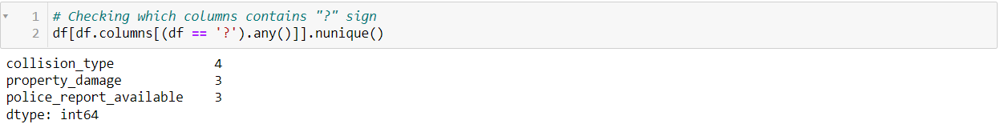 1 # Checking which columns contains "?" sign
2 df[df.columns[(df == '?').any()]].nunique()
collision_type 4
property_damage 3
police_report_available 3
dtype: int64